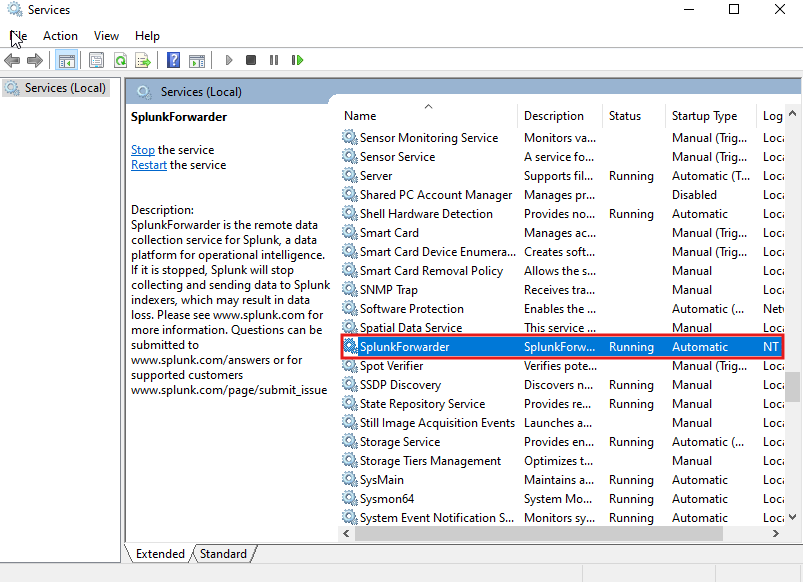 Services
File Action View Help
Services (Local)
Services (Local)
SplunkForwarder
Stop the service
Restart the service
Description:
SplunkForwarder is the remote data
collection service for Splunk, a data
platform for operational intelligence.
If it is stopped, Splunk will stop
collecting and sending data to Splunk
indexers, which may result in data
loss. Please see www.splunk.com for
more information. Questions can be
submitted to
www.splunk.com/answers or for
supported customers
www.splunk.com/page/submit_issue
Name Description Status Startup Type Log
Sensor Monitoring Service Monitors va... Manual (Trig... Loca
Sensor Service A service fo... Manual (Trig... Loca
Server Supports fil... Running Automatic (T... Loca
Shared PC Account Manager Manages pr... Disabled Loca
Shell Hardware Detection Provides no... Running Automatic Loca
Smart Card Manages ac... Manual (Trig... Loca
Smart Card Device Enumera... Creates soft... Manual (Trig... Loca
Smart Card Removal Policy Allows the s... Manual Loca
SNMP Trap Receives tra... Manual Loca
Software Protection Enables the ... Automatic (... Netw
Spatial Data Service This service ... Manual Loca
SplunkForwarder SplunkForw... Running Automatic NT
Spot Verifier Verifies pote... Manual (Trig... Loca
SSDP Discovery Discovers n... Running Manual Loca
State Repository Service Provides re... Running Manual Loca
Still Image Acquisition Events Launches a... Manual Loca
Storage Service Provides en... Running Automatic (... Loca
Storage Tiers Management Optimizes t... Manual Loca
SysMain Maintains a... Running Automatic Loca
Sysmon64 System Mo... Running Automatic Loca
System Event Notification S... Monitors sy... Running Automatic Loca
Extended Standard